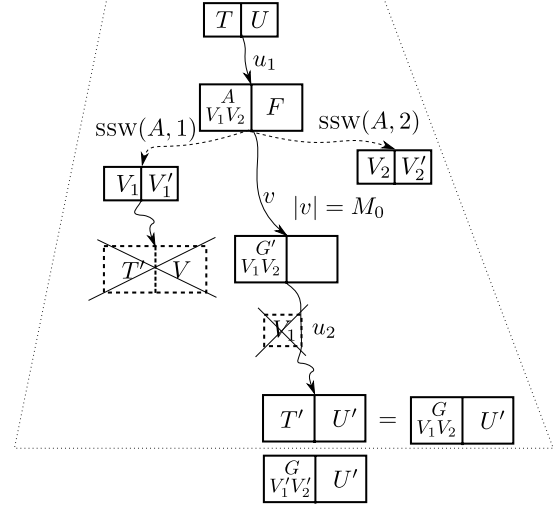 T U
u₁
A
V₁V₂ F
ssw(A, 1) ssw(A, 2)
V₁ V₁′ V₂ V₂′
v |v| = M₀
G′
V₁V₂
T′ V
V₁ u₂
T′ U′ = G
V₁V₂ U′
G
V₁′V₂′ U′